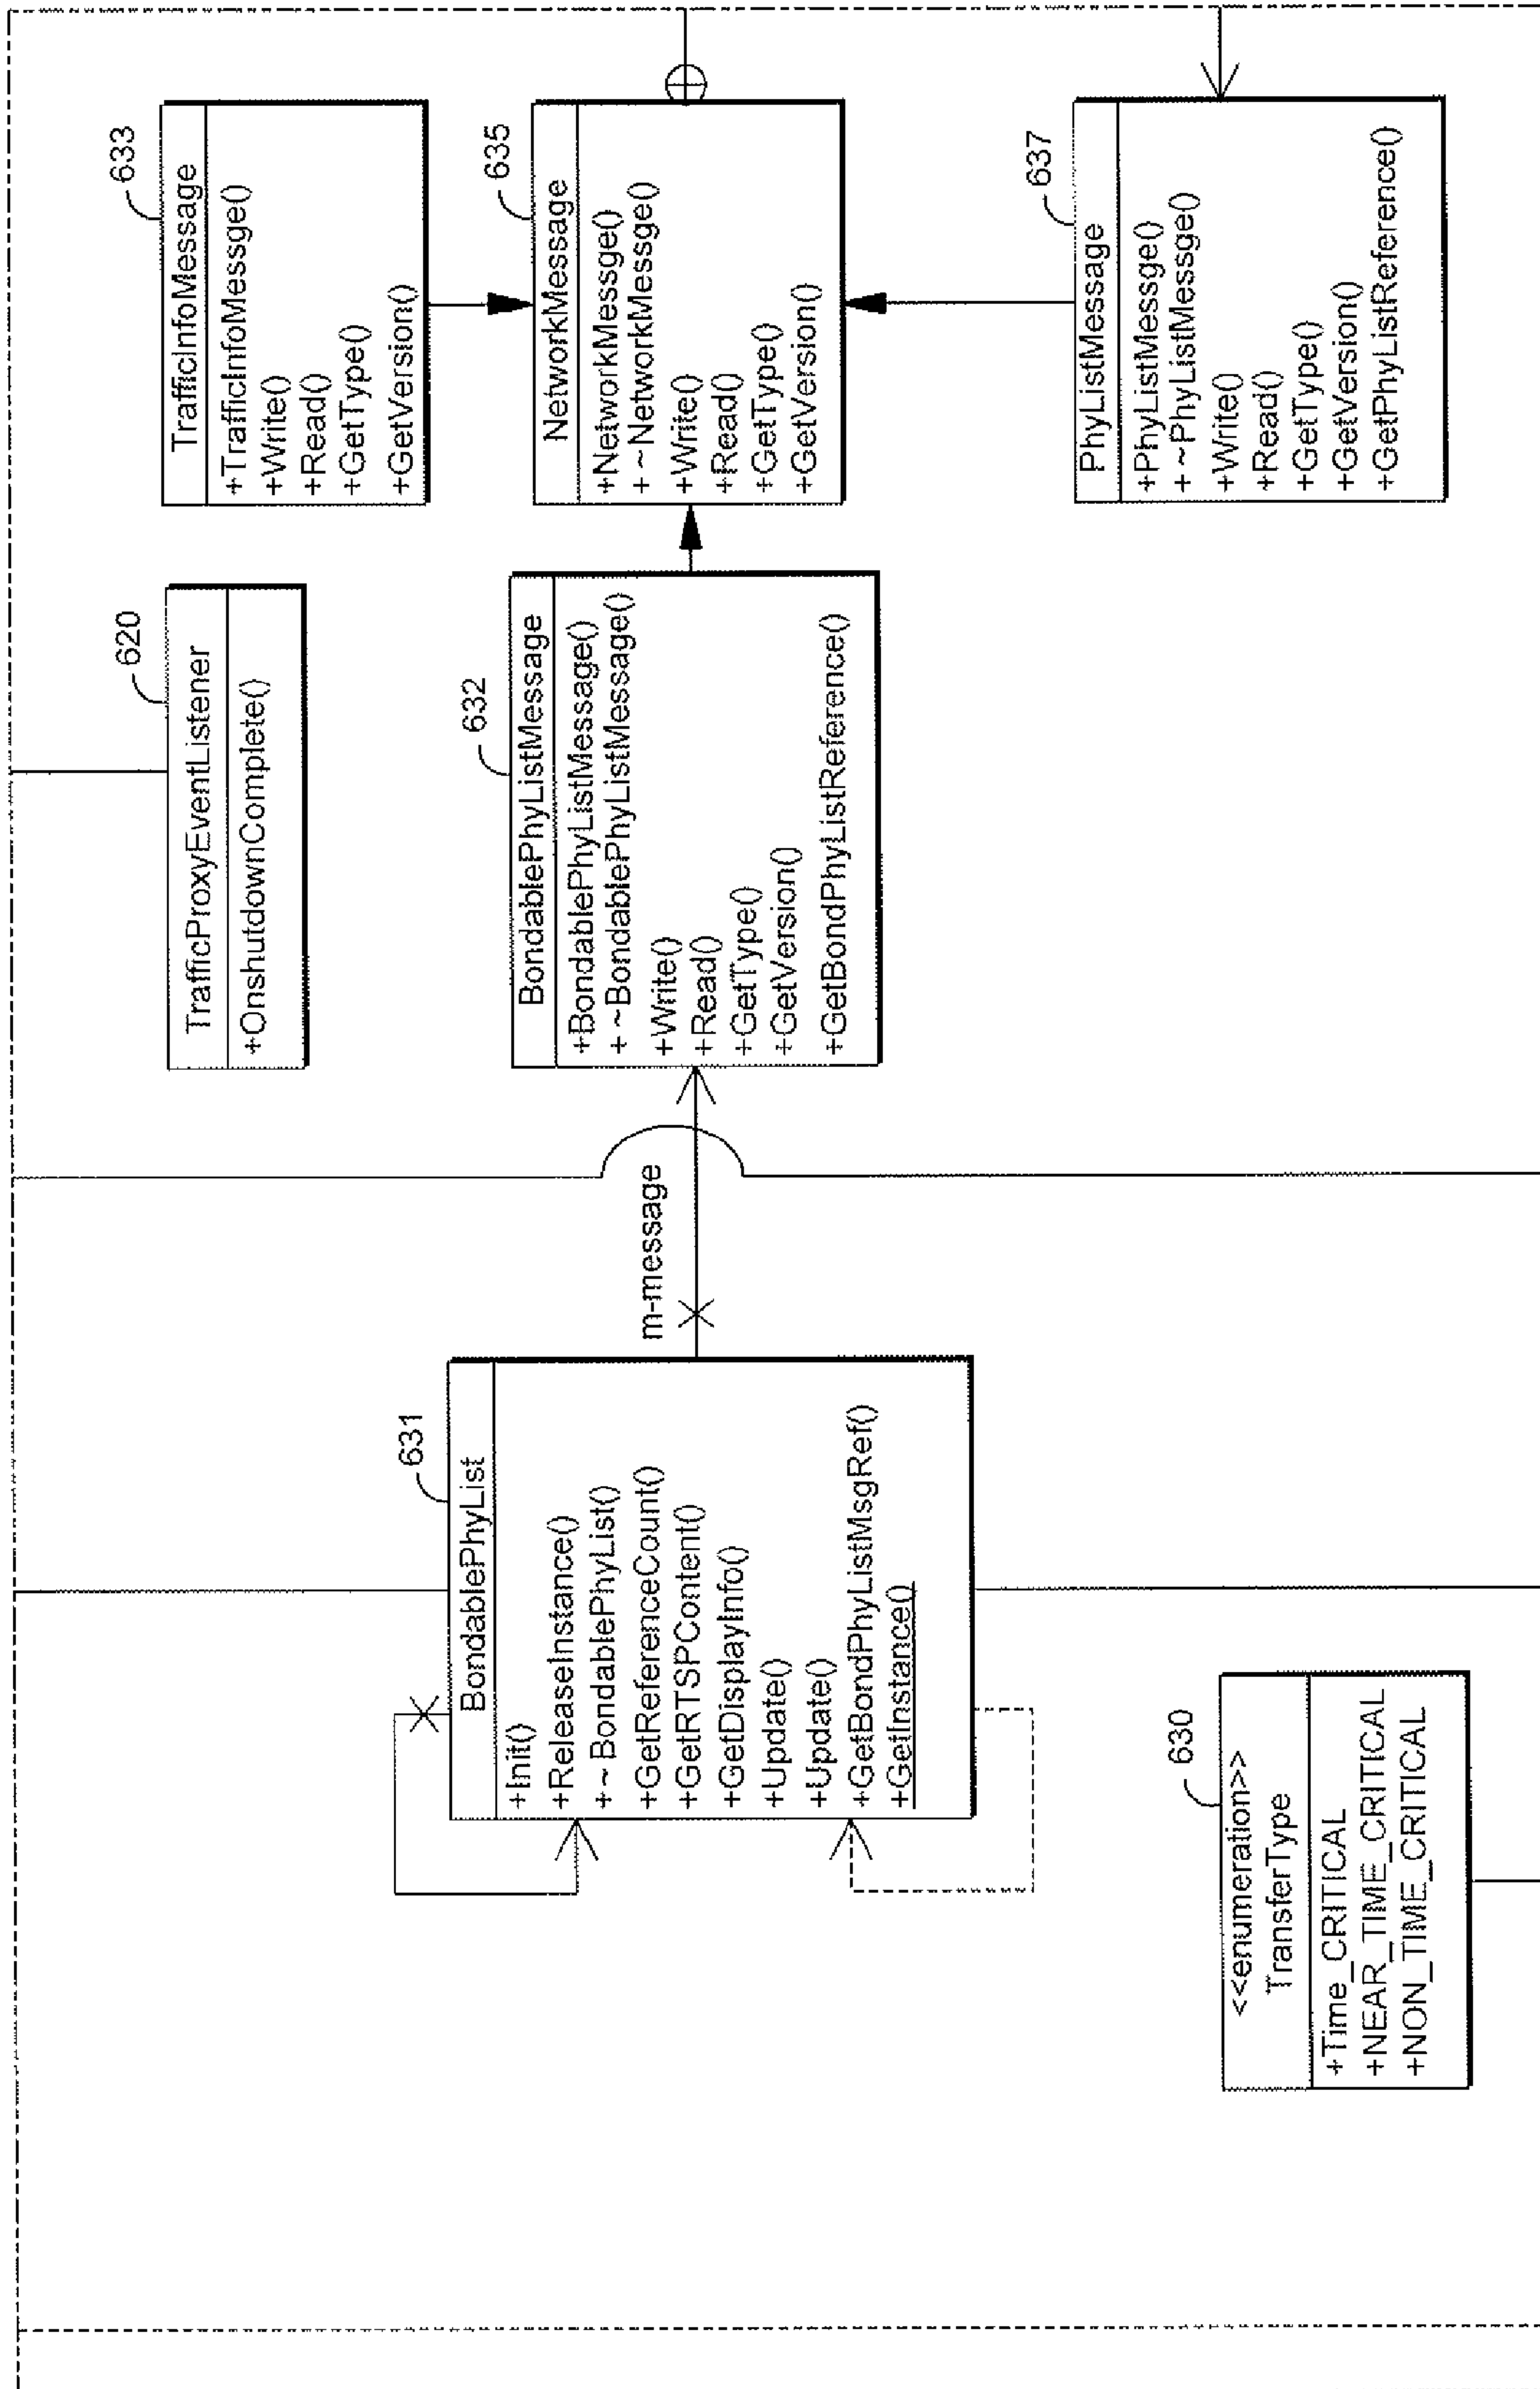 633
TrafficInfoMessage
+TrafficInfoMessge()
+Write()
+Read()
+GetType()
+GetVersion()
620
TrafficProxyEventListener
+OnshutdownComplete()
635
NetworkMessage
+NetworkMessge()
+ ~NetworkMessge()
+Write()
+Read()
+GetType()
+GetVersion()
632
BondablePhyListMessage
+BondablePhyListMessage()
+ ~BondablePhyListMessage()
+Write()
+Read()
+GetType()
+GetVersion()
+GetBondPhyListReference()
m-message
631
BondablePhyList
+Init()
+ReleaseInstance()
+ ~ BondablePhyList()
+GetReferenceCount()
+GetRTSPContent()
+GetDisplayInfo()
+Update()
+Update()
+GetBondPhyListMsgRef()
+GetInstance()
637
PhyListMessage
+PhyListMessge()
+ ~PhyListMessge()
+Write()
+Read()
+GetType()
+GetVersion()
+GetPhyListReference()
630
<<enumeration>>
TransferType
+Time_CRITICAL
+NEAR_TIME_CRITICAL
+NON_TIME_CRITICAL